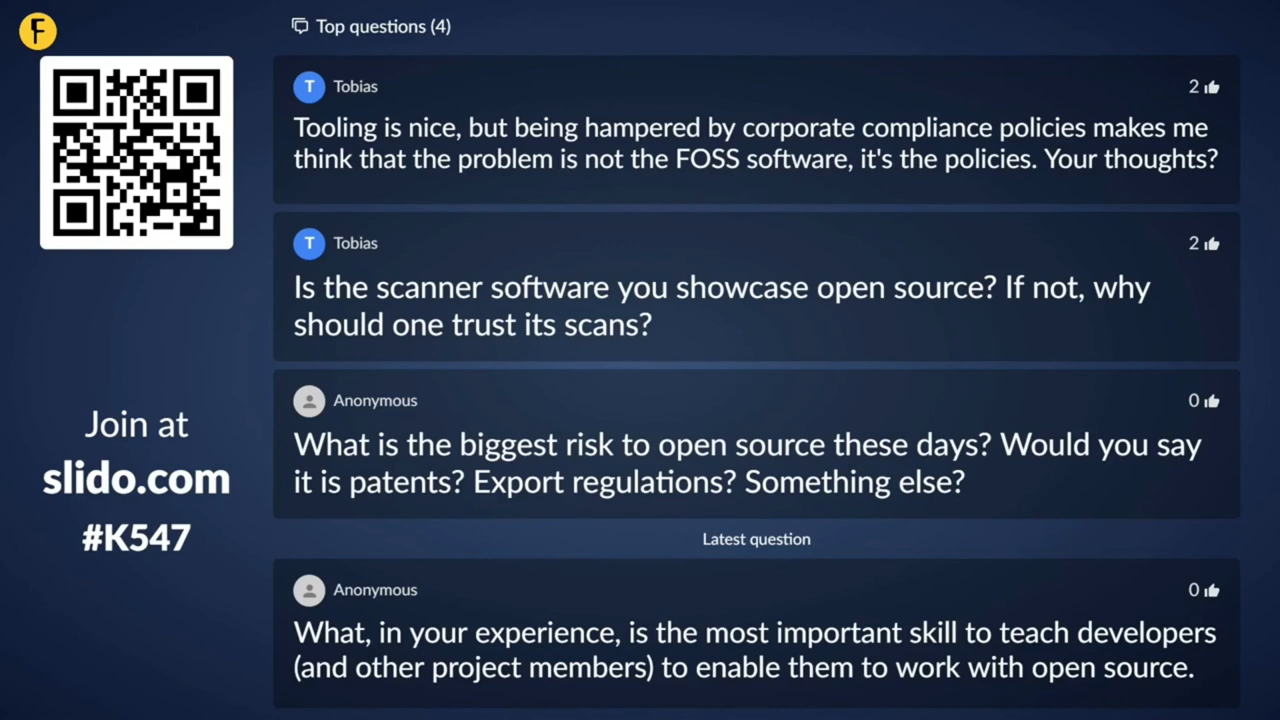 F
Top questions (4)
T
Tobias
2
Tooling is nice, but being hampered by corporate compliance policies makes me
think that the problem is not the FOSS software, it's the policies. Your thoughts?
T
Tobias
2
Is the scanner software you showcase open source? If not, why
should one trust its scans?
Anonymous
0
What is the biggest risk to open source these days? Would you say
it is patents? Export regulations? Something else?
Latest question
Anonymous
0
What, in your experience, is the most important skill to teach developers
(and other project members) to enable them to work with open source.
Join at
slido.com
#K547